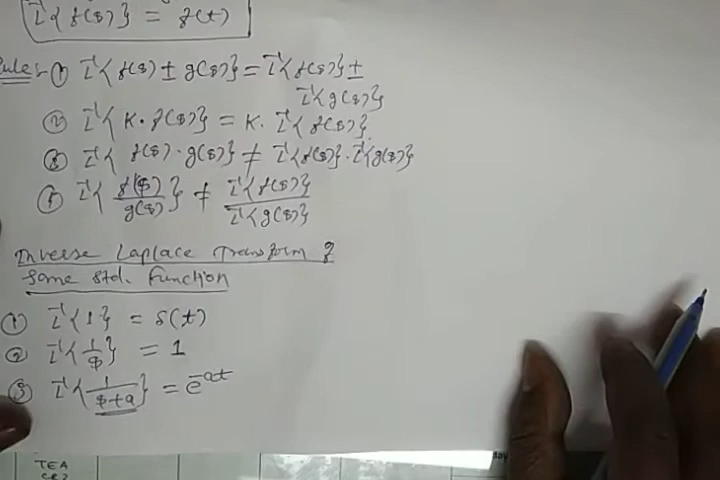 L⁻¹{f(s)} = f(t)
Rules:- ① L⁻¹{f(s) ± g(s)} = L⁻¹{f(s)} ±
L⁻¹{g(s)}
② L⁻¹{K·f(s)} = K. L⁻¹{f(s)}
③ L⁻¹{f(s)·g(s)} ≠ L⁻¹{f(s)}·L⁻¹{g(s)}
L⁻¹{f(s)/g(s)} ≠ L⁻¹{f(s)}/L⁻¹{g(s)}
Inverse Laplace Transform of
Some Std. Function
① L⁻¹{1} = δ(t)
② L⁻¹{1/s} = 1
③ L⁻¹{1/(s+a)} = e⁻ᵃᵗ
TEA